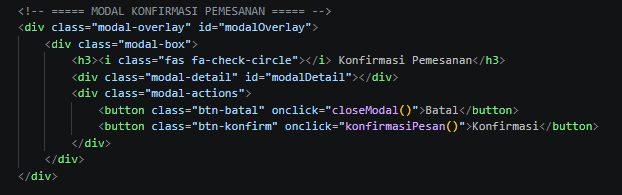 <!-- ===== MODAL KONFIRMASI PEMESANAN ===== -->
<div class="modal-overlay" id="modalOverlay">
    <div class="modal-box">
        <h3><i class="fas fa-check-circle"></i> Konfirmasi Pemesanan</h3>
        <div class="modal-detail" id="modalDetail"></div>
        <div class="modal-actions">
            <button class="btn-batal" onclick="closeModal()">Batal</button>
            <button class="btn-konfirm" onclick="konfirmasiPesan()">Konfirmasi</button>
        </div>
    </div>
</div>